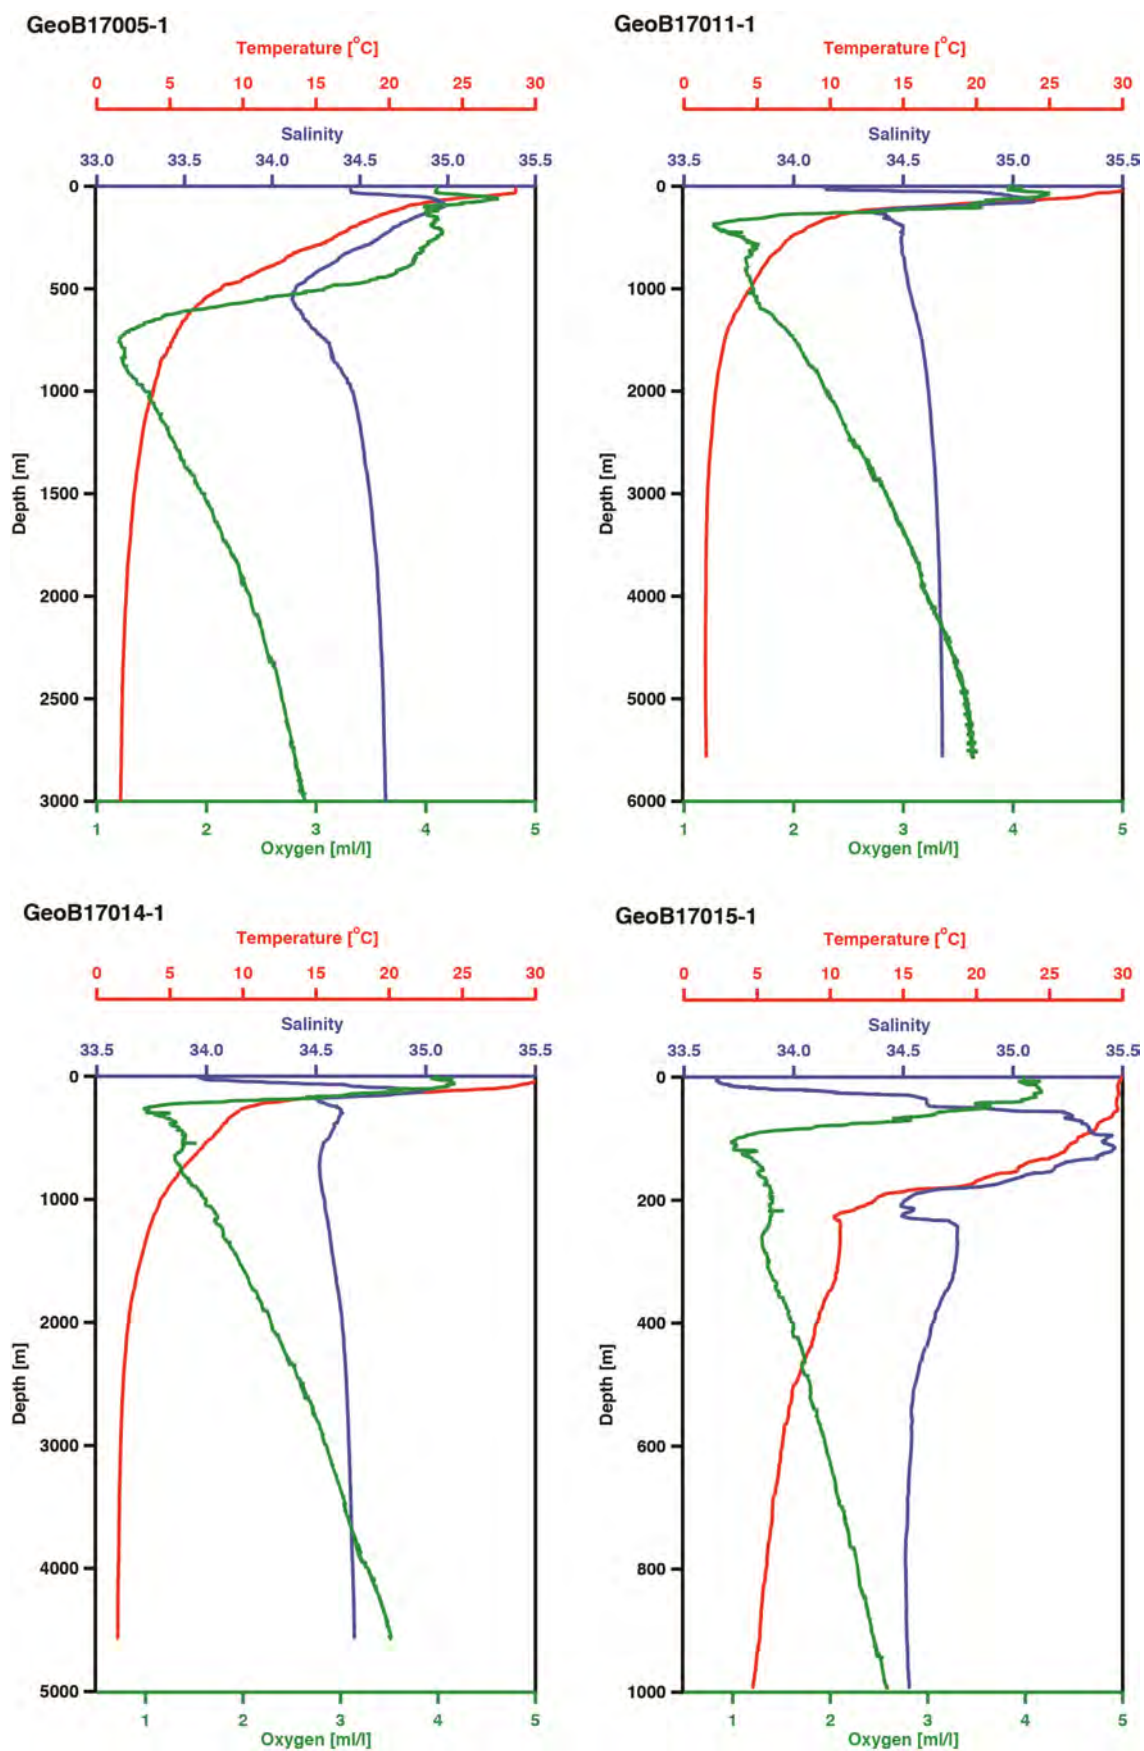 GeoB17005-1
Temperature [°C]
0 5 10 15 20 25 30
Salinity
33.0 33.5 34.0 34.5 35.0 35.5
0
500
1000
1500
2000
2500
3000
Depth [m]
1 2 3 4 5
Oxygen [ml/l]
GeoB17011-1
Temperature [°C]
0 5 10 15 20 25 30
Salinity
33.5 34.0 34.5 35.0 35.5
0
1000
2000
3000
4000
5000
6000
Depth [m]
1 2 3 4 5
Oxygen [ml/l]
GeoB17014-1
Temperature [°C]
0 5 10 15 20 25 30
Salinity
33.5 34.0 34.5 35.0 35.5
0
1000
2000
3000
4000
5000
Depth [m]
1 2 3 4 5
Oxygen [ml/l]
GeoB17015-1
Temperature [°C]
0 5 10 15 20 25 30
Salinity
33.5 34.0 34.5 35.0 35.5
0
200
400
600
800
1000
Depth [m]
1 2 3 4 5
Oxygen [ml/l]